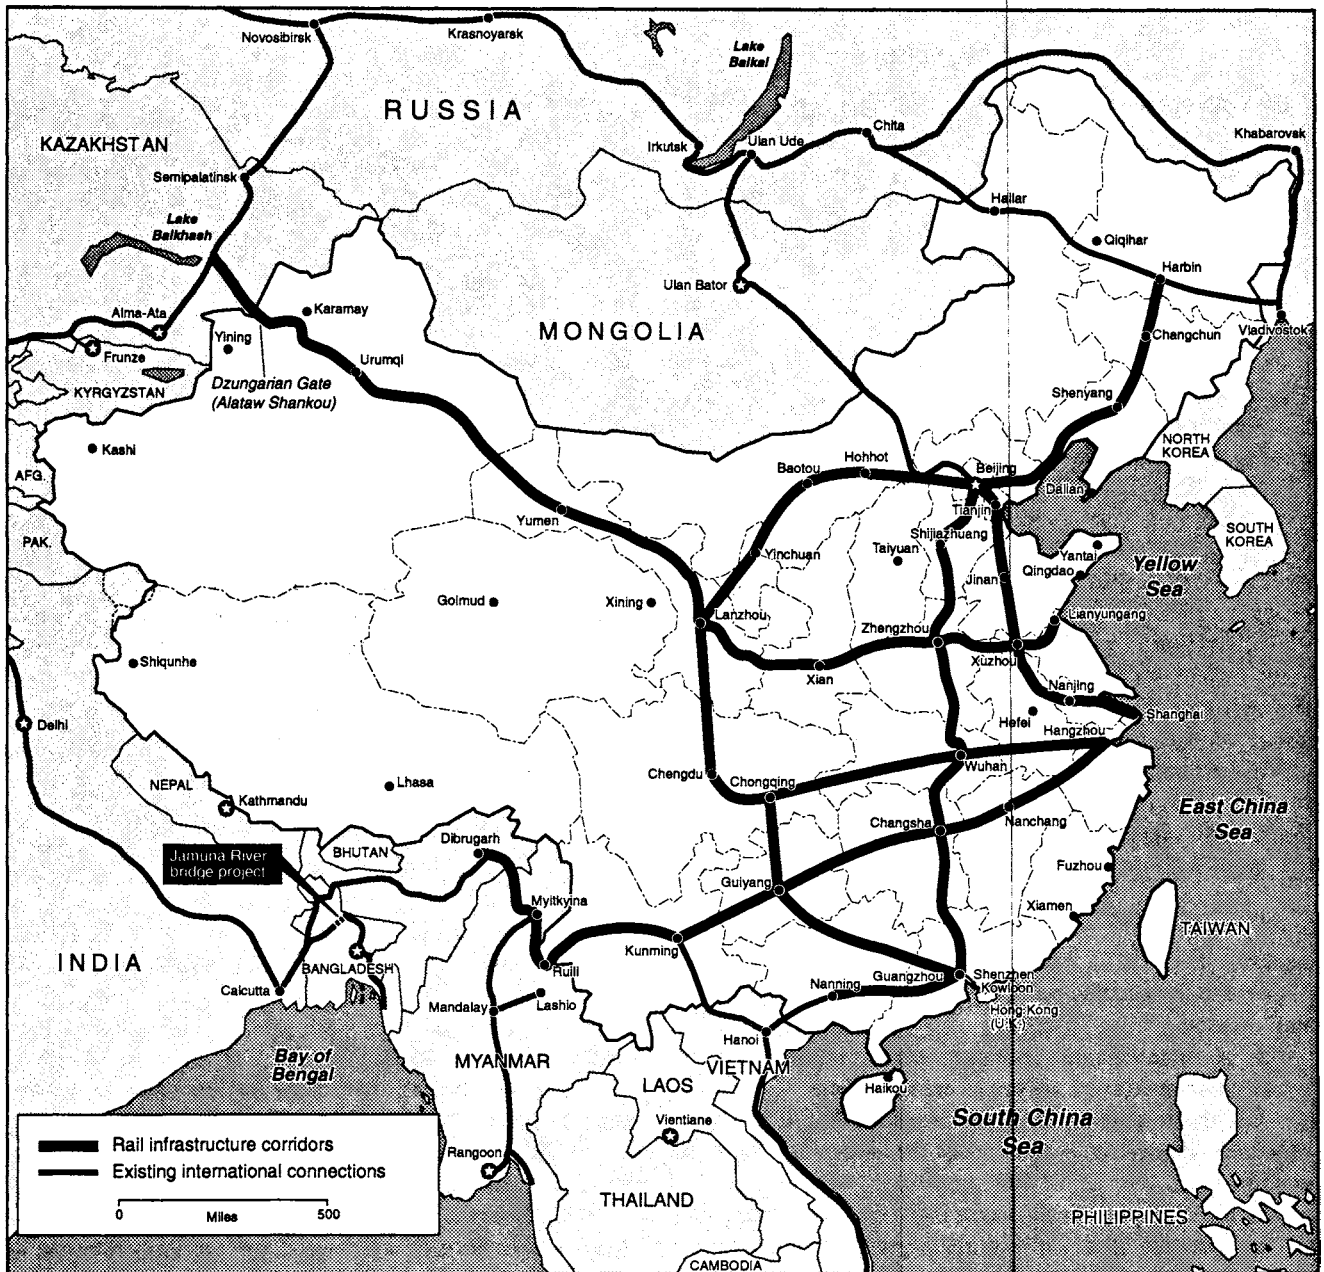 Novosibirsk
Krasnoyarsk
Lake
Baikal
RUSSIA
Chita
Khabarovsk
KAZAKHSTAN
Irkutsk
Ulan Ude
Semipalatinsk
Hailar
Lake
Balkhash
Qiqihar
Harbin
Ulan Bator
Alma-Ata
Karamay
MONGOLIA
Yining
Changchun
Vladivostok
Frunze
Urumqi
KYRGYZSTAN
Dzungarian Gate
(Alataw Shankou)
Shenyang
Kashi
NORTH
KOREA
Hohhot
Baotou
Beijing
AFG.
Dalian
Yumen
Tianjin
Shijiazhuang
SOUTH
KOREA
PAK.
Yinchuan
Taiyuan
Yantai
Yellow
Sea
Jinan
Qingdao
Golmud
Xining
Lanzhou
Lianyungang
Zhengzhou
Shiqunhe
Xian
Xuzhou
Nanjing
Delhi
Hefei
Shanghai
Hangzhou
Wuhan
Chengdu
Chongqing
NEPAL
Lhasa
Kathmandu
East China
Sea
Changsha
Nanchang
Dibrugarh
Jamuna River
bridge project
BHUTAN
Fuzhou
Guiyang
Myitkyina
Xiamen
TAIWAN
Kunming
INDIA
BANGLADESH
Ruili
Guangzhou
Shenzhen
Kowloon
Calcutta
Nanning
Mandalay
Lashio
Hong Kong
(U.K.)
Hanoi
Bay of
Bengal
MYANMAR
VIETNAM
LAOS
Haikou
South China
Sea
Vientiane
Rail infrastructure corridors
Existing international connections
Rangoon
THAILAND
0
Miles
500
PHILIPPINES
CAMBODIA